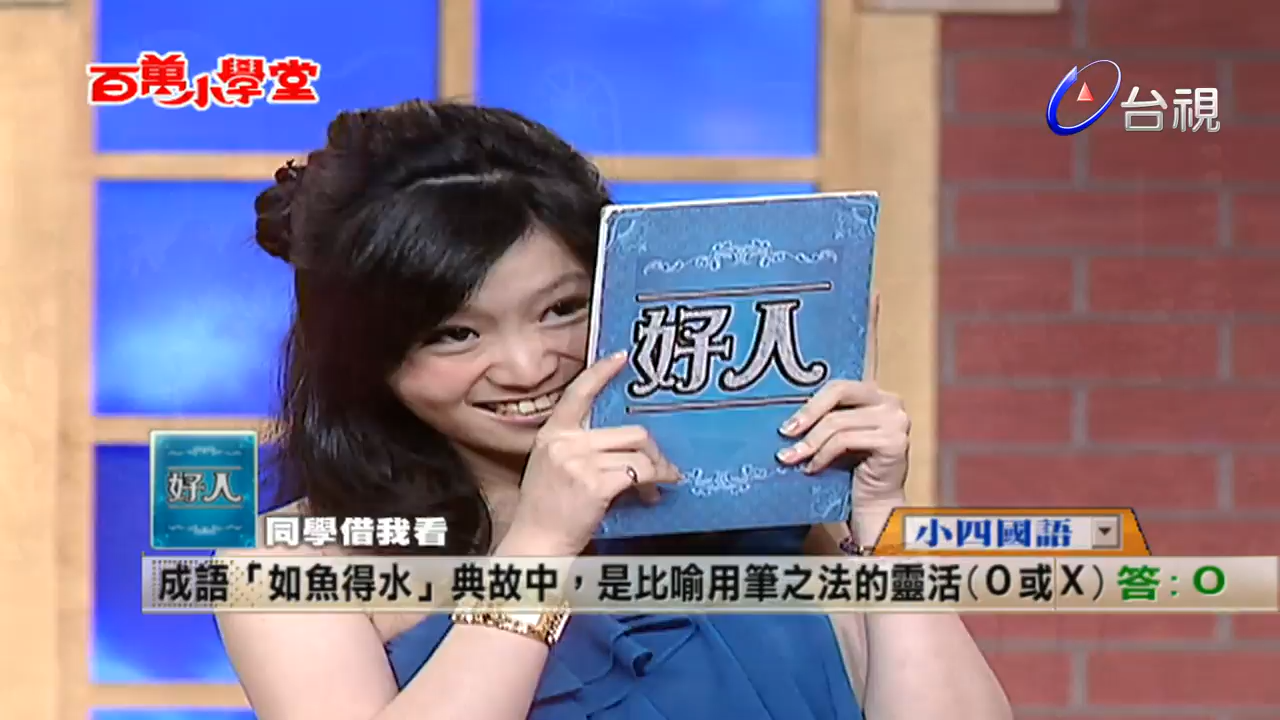 百萬小學堂
台視
好人
好人
同學借我看
小四國語
成語「如魚得水」典故中，是比喻用筆之法的靈活(O或X) 答:O